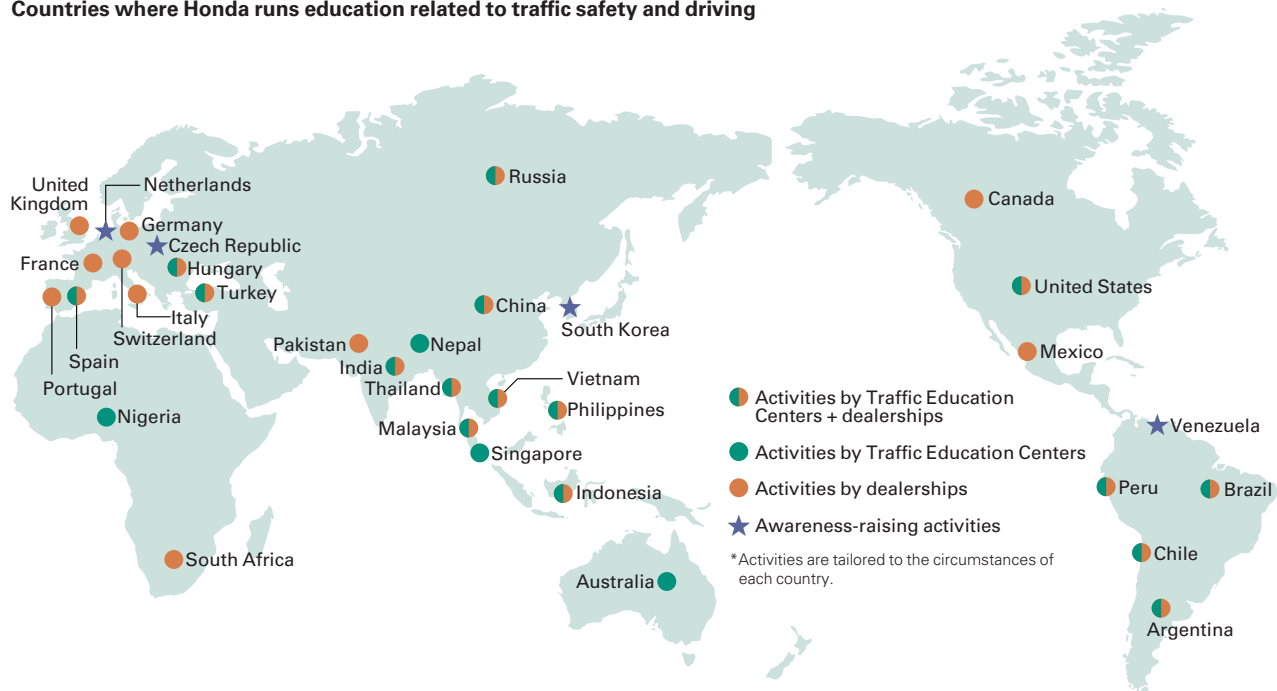 Countries where Honda runs education related to traffic safety and driving
United
Kingdom
Netherlands
Germany
Czech Republic
France
Hungary
Turkey
Italy
Switzerland
Spain
Portugal
Nigeria
South Africa
Russia
China
South Korea
Pakistan
Nepal
India
Thailand
Vietnam
Philippines
Malaysia
Singapore
Indonesia
Australia
Canada
United States
Mexico
Venezuela
Peru
Brazil
Chile
Argentina
Activities by Traffic Education
Centers + dealerships
Activities by Traffic Education Centers
Activities by dealerships
Awareness-raising activities
*Activities are tailored to the circumstances of
each country.